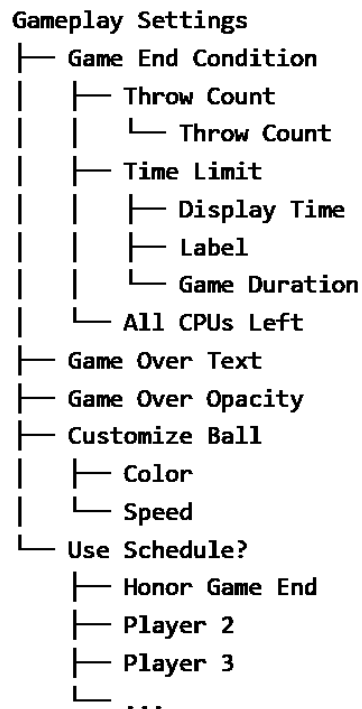 Gameplay Settings
├── Game End Condition
│   ├── Throw Count
│   │   └── Throw Count
│   ├── Time Limit
│   │   ├── Display Time
│   │   ├── Label
│   │   └── Game Duration
│   └── All CPUs Left
├── Game Over Text
├── Game Over Opacity
├── Customize Ball
│   ├── Color
│   └── Speed
└── Use Schedule?
    ├── Honor Game End
    ├── Player 2
    ├── Player 3
    └── ...